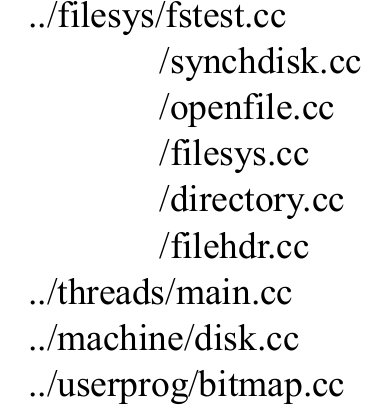 ../filesys/fstest.cc
/synchdisk.cc
/openfile.cc
/filesys.cc
/directory.cc
/filehdr.cc
../threads/main.cc
../machine/disk.cc
../userprog/bitmap.cc